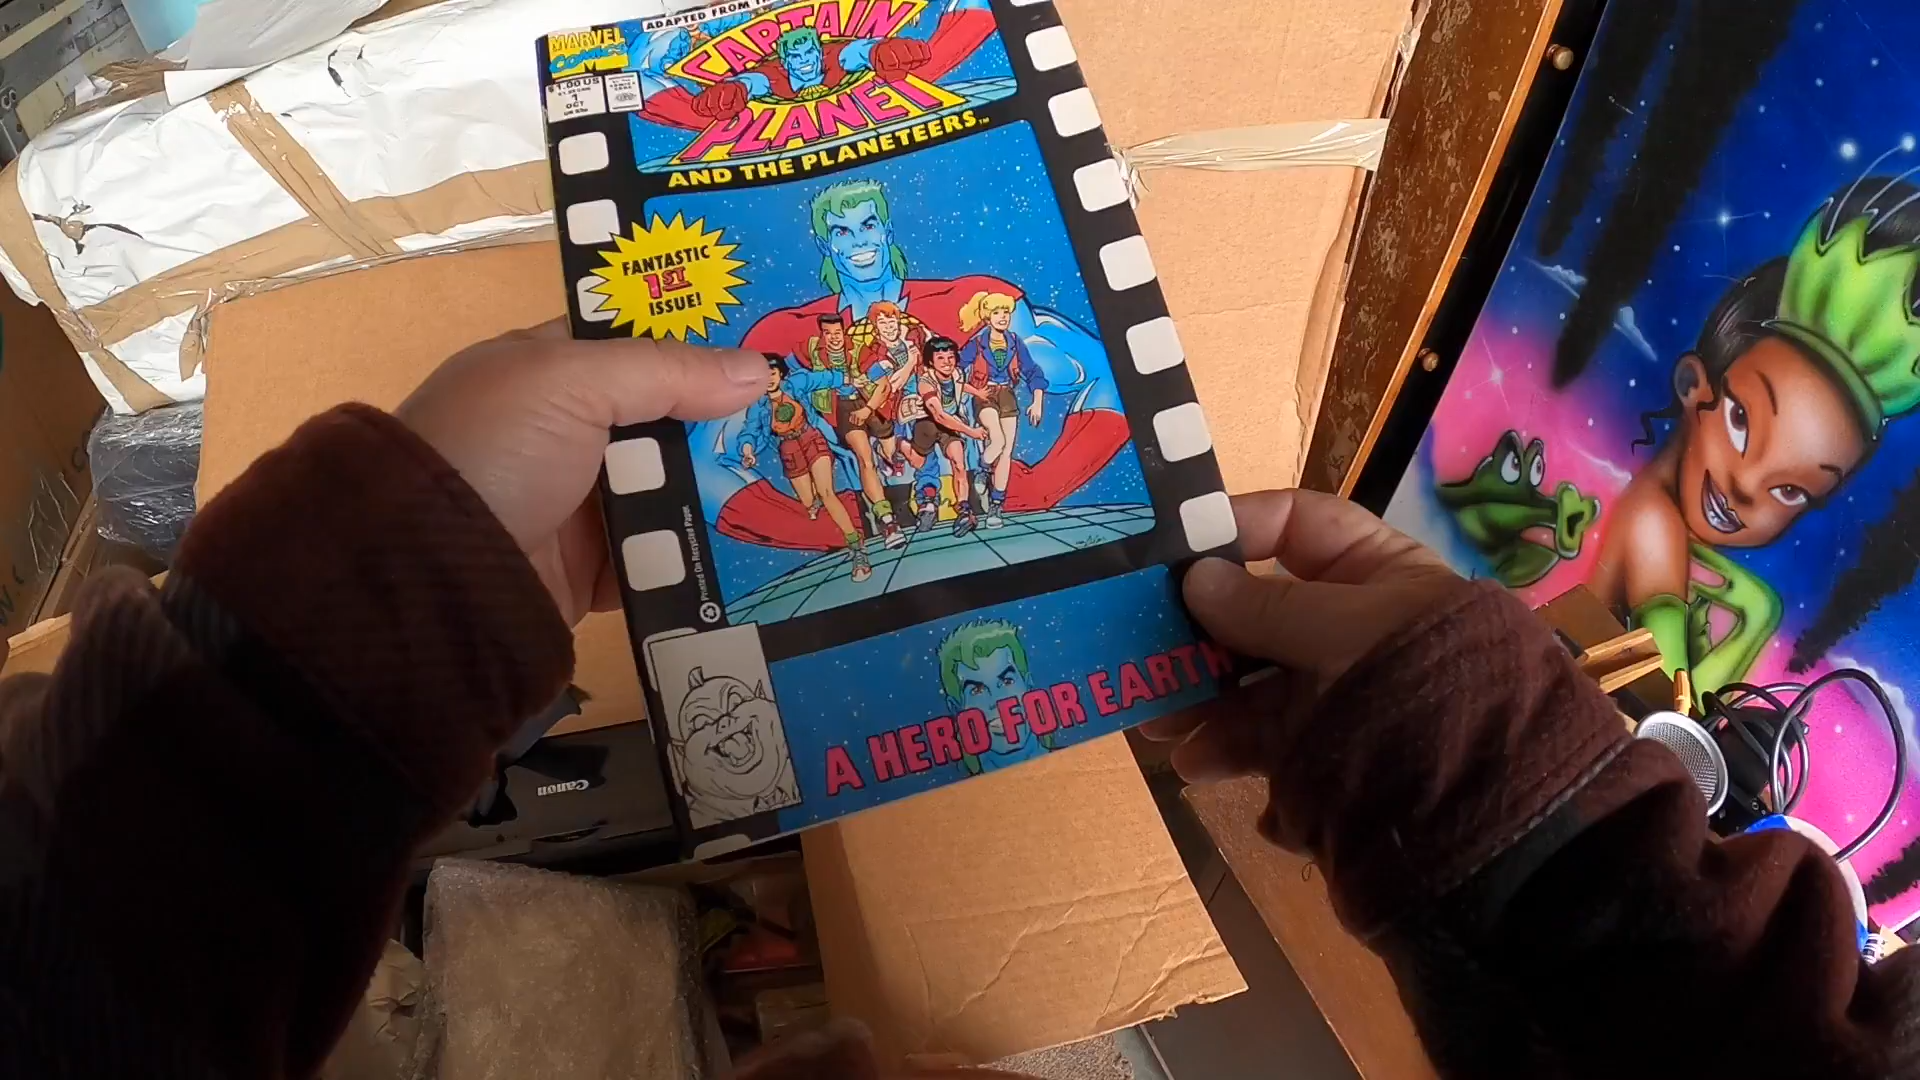 ADAPTED FROM
MARVEL
COMICS
$1.00 US
1
OCT
CAPTAIN
PLANET
AND THE PLANETEERS™
FANTASTIC
1ST
ISSUE!
Printed On Recycled Paper
A HERO FOR EARTH
Canon